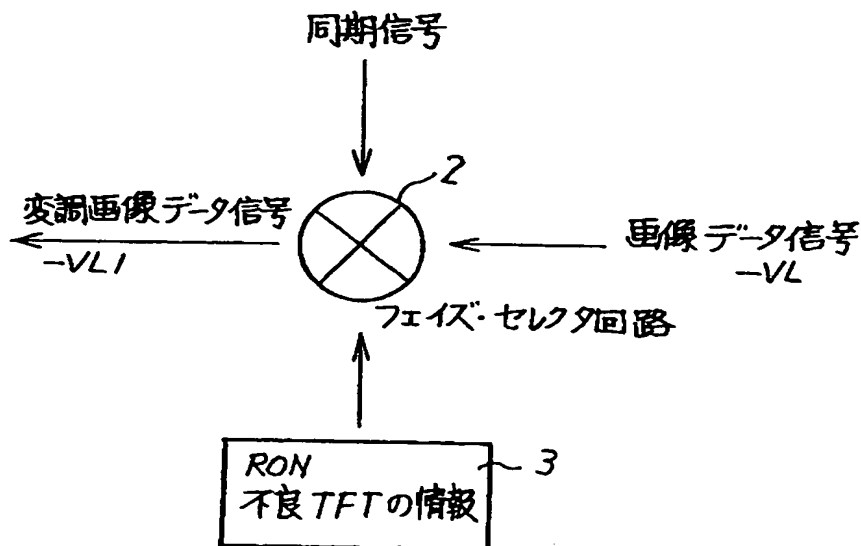 同期信号
2
変調画像データ信号
-VL1
画像データ信号
-VL
フェイズ・セレクタ回路
RON
3
不良TFTの情報